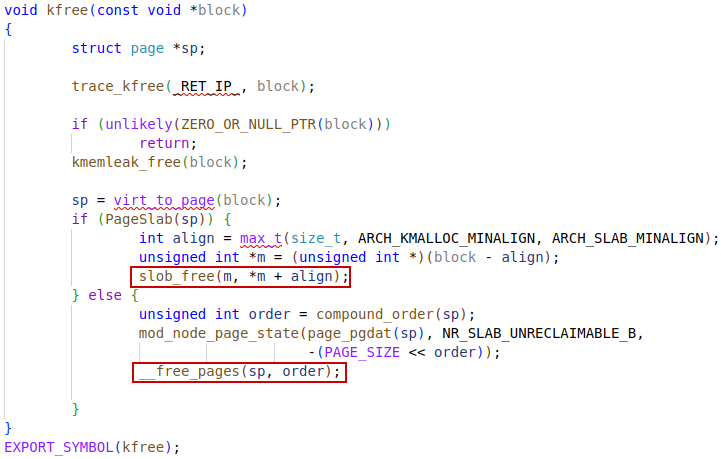 void kfree(const void *block)
{
struct page *sp;
trace_kfree(_RET_IP_, block);
if (unlikely(ZERO_OR_NULL_PTR(block)))
return;
kmemleak_free(block);
sp = virt_to_page(block);
if (PageSlab(sp)) {
int align = max_t(size_t, ARCH_KMALLOC_MINALIGN, ARCH_SLAB_MINALIGN);
unsigned int *m = (unsigned int *)(block - align);
slob_free(m, *m + align);
} else {
unsigned int order = compound_order(sp);
mod_node_page_state(page_pgdat(sp), NR_SLAB_UNRECLAIMABLE_B,
-(PAGE_SIZE << order));
__free_pages(sp, order);
}
}
EXPORT_SYMBOL(kfree);